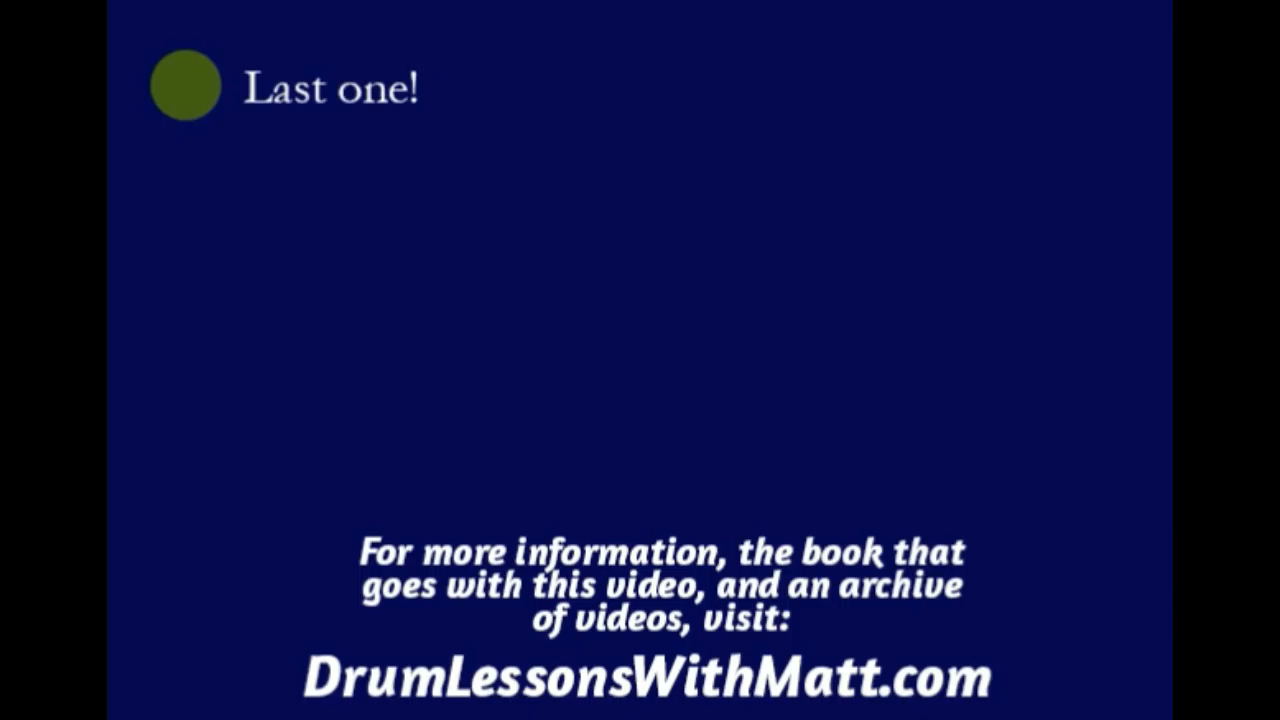 Last one!
For more information, the book that
goes with this video, and an archive
of videos, visit:
DrumLessonsWithMatt.com